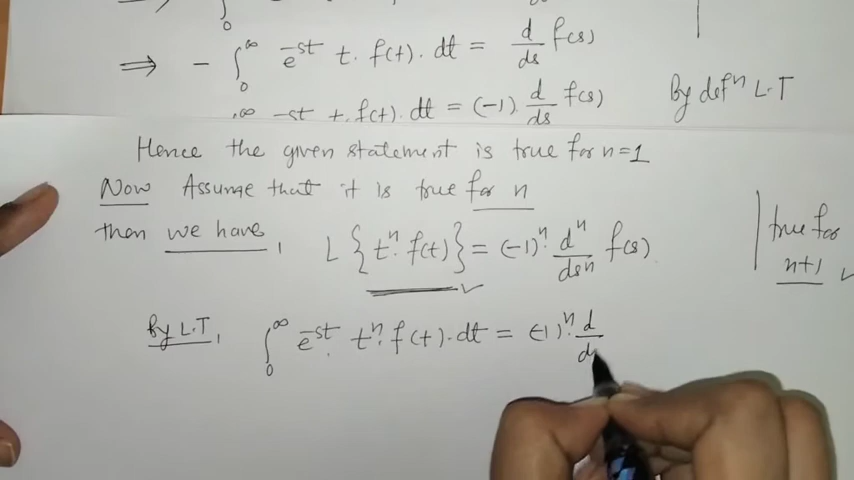 ⟹ - ∫₀^∞ e^-st t. f(t). dt = d/ds f(s)
∞ -st t. f(t). dt = (-1) d/ds f(s) By defⁿ L.T
Hence the given statement is true for n=1
Now Assume that it is true for n
then we have, L { tⁿ. f(t) } = (-1)ⁿ. dⁿ/dsⁿ f(s).
true for
n+1 ✓
By L.T, ∫₀^∞ e^-st. tⁿ. f(t). dt = (-1)ⁿ. d/d